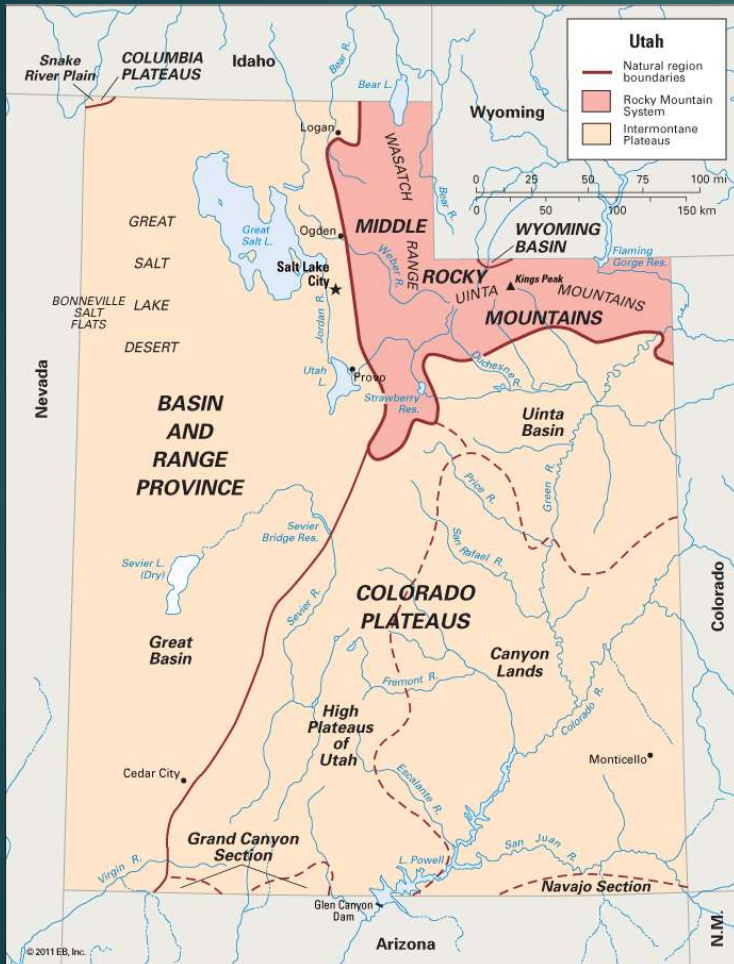 Snake
River Plain
COLUMBIA
PLATEAUS
Idaho
Bear R.
Bear L.
Wyoming
Utah
Natural region
boundaries
Rocky Mountain
System
Intermontane
Plateaus
0 25 50 75 100 mi
0 50 100 150 km
Logan
WASATCH
RANGE
Bear R.
MIDDLE
ROCKY
MOUNTAINS
WYOMING
BASIN
Flaming
Gorge Res.
GREAT
SALT
LAKE
DESERT
Great
Salt L.
Ogden
Weber R.
Salt Lake
City
Kings Peak
UINTA
MOUNTAINS
BONNEVILLE
SALT
FLATS
Jordan R.
Utah
L.
Provo
Strawberry
Res.
Duchesne R.
Nevada
BASIN
AND
RANGE
PROVINCE
Uinta
Basin
Green R.
Price R.
San Rafael R.
Sevier
Bridge Res.
Sevier L.
(Dry)
Sevier R.
COLORADO
PLATEAUS
Colorado
Great
Basin
Canyon
Lands
Fremont R.
Colorado R.
High
Plateaus
of
Utah
Cedar City
Monticello
Escalante R.
Grand Canyon
Section
Virgin R.
L. Powell
San Juan R.
Navajo Section
Glen Canyon
Dam
Arizona
N.M.
© 2011 EB, Inc.